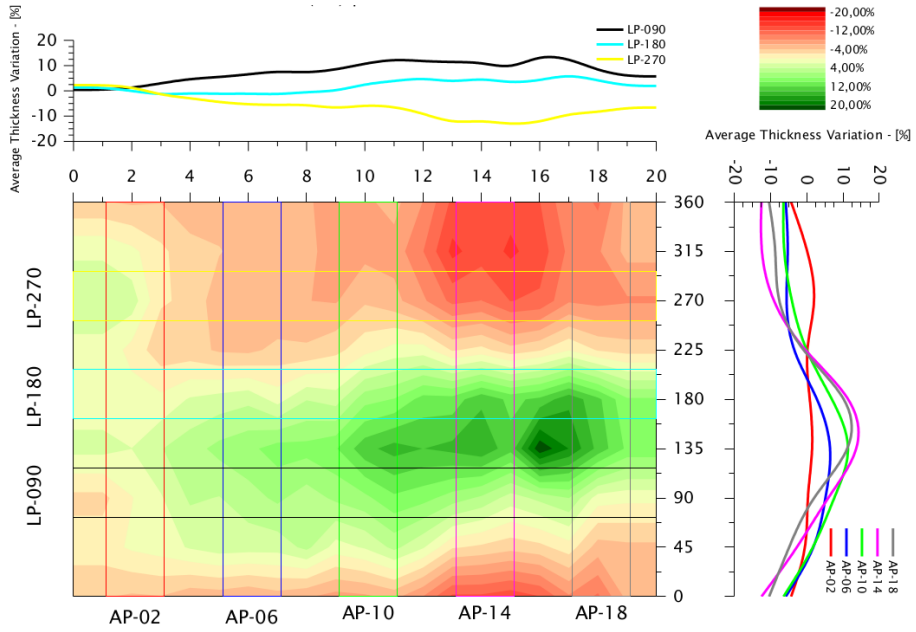 LP-090
LP-180
LP-270
Average Thickness Variation - [%]
20
10
0
-10
-20
0 2 4 6 8 10 12 14 16 18 20
-20,00%
-12,00%
-4,00%
4,00%
12,00%
20,00%
Average Thickness Variation - [%]
-20 -10 0 10 20
360
315
270
225
180
135
90
45
0
LP-270
LP-180
LP-090
AP-02 AP-06 AP-10 AP-14 AP-18
AP-02
AP-06
AP-10
AP-14
AP-18